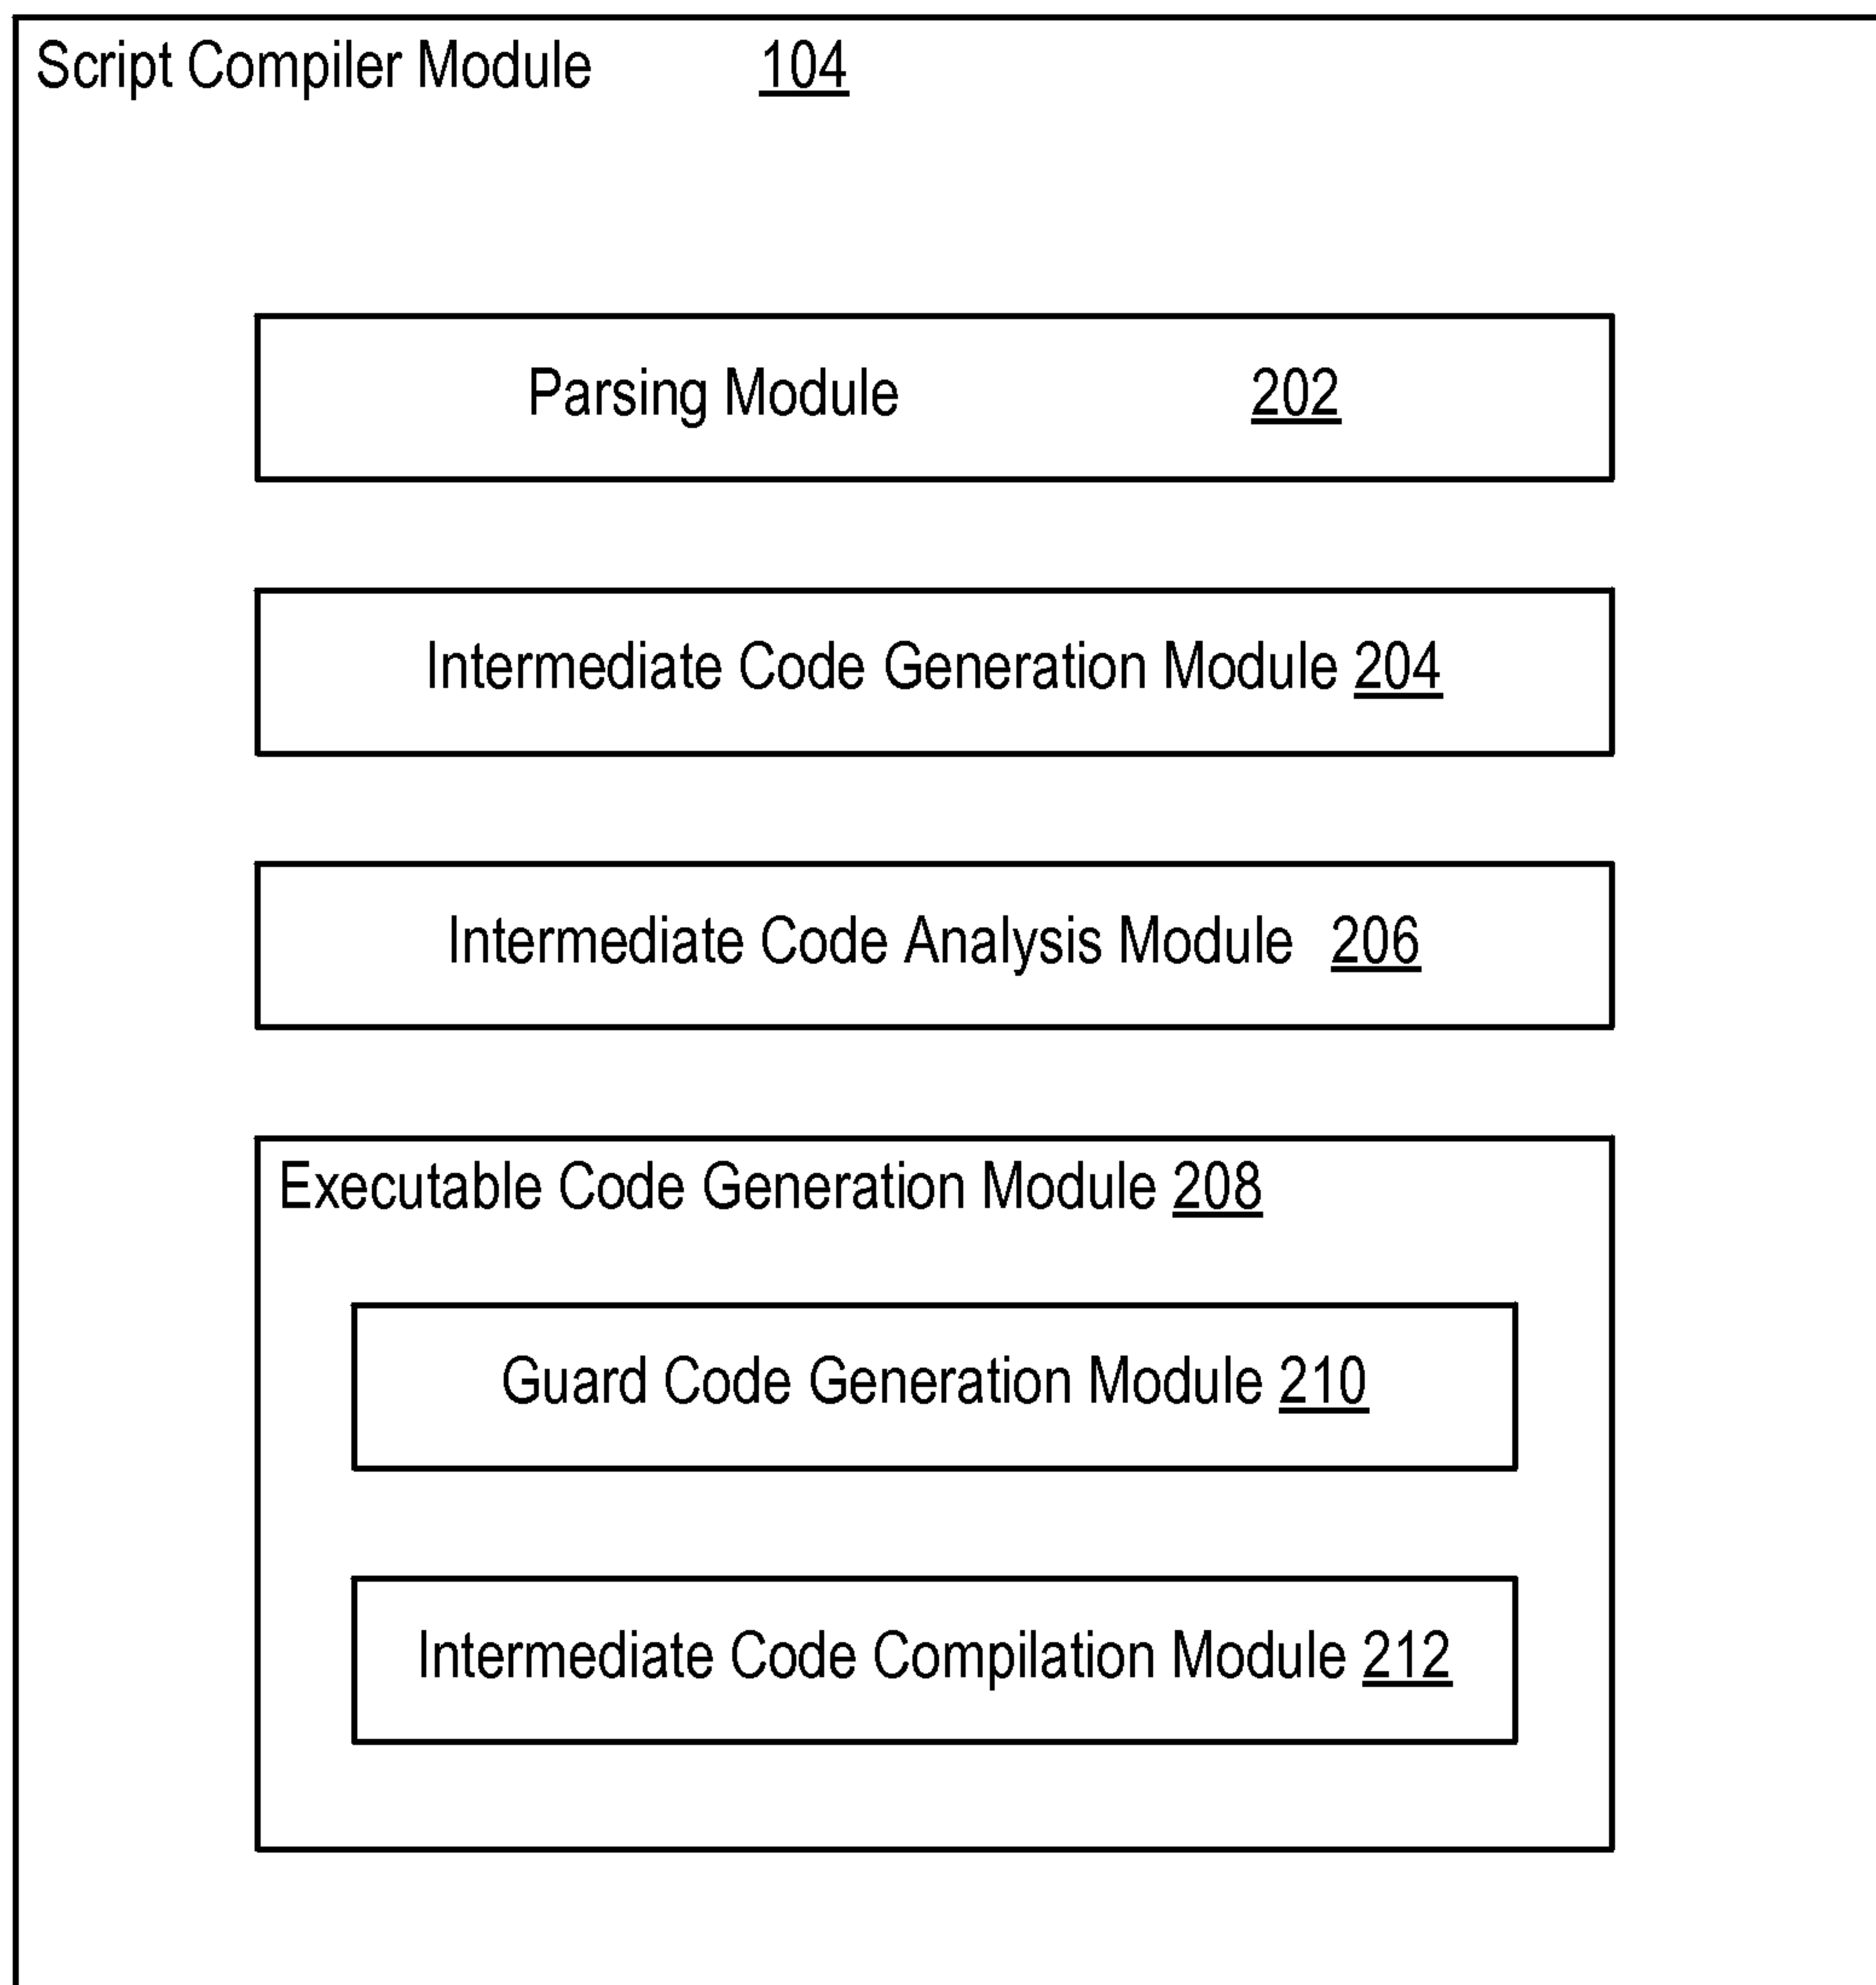 Script Compiler Module 104
Parsing Module 202
Intermediate Code Generation Module 204
Intermediate Code Analysis Module 206
Executable Code Generation Module 208
Guard Code Generation Module 210
Intermediate Code Compilation Module 212